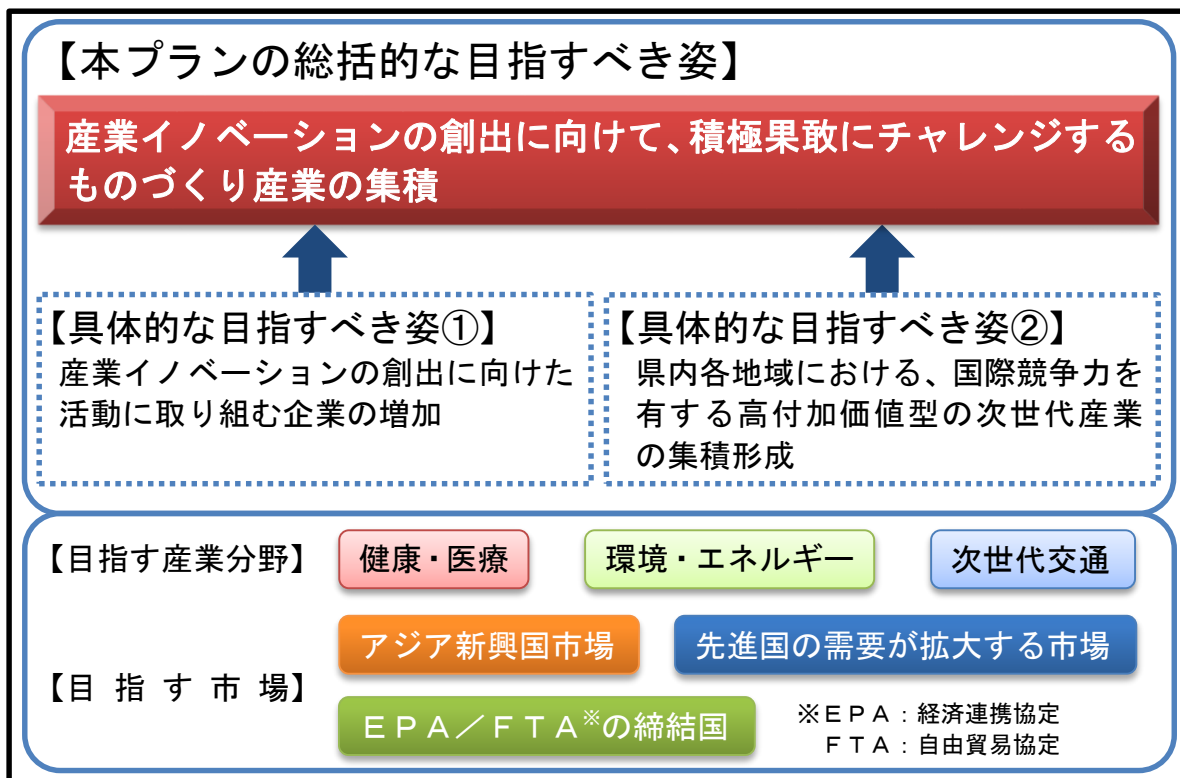 【本プランの総括的な目指すべき姿】
産業イノベーションの創出に向けて、積極果敢にチャレンジする
ものづくり産業の集積
【具体的な目指すべき姿①】
産業イノベーションの創出に向けた
活動に取り組む企業の増加
【具体的な目指すべき姿②】
県内各地域における、国際競争力を
有する高付加価値型の次世代産業
の集積形成
【目指す産業分野】
健康・医療
環境・エネルギー
次世代交通
【目 指 す 市 場】
アジア新興国市場
先進国の需要が拡大する市場
ＥＰＡ／ＦＴＡ※の締結国
※ＥＰＡ：経済連携協定
ＦＴＡ：自由貿易協定